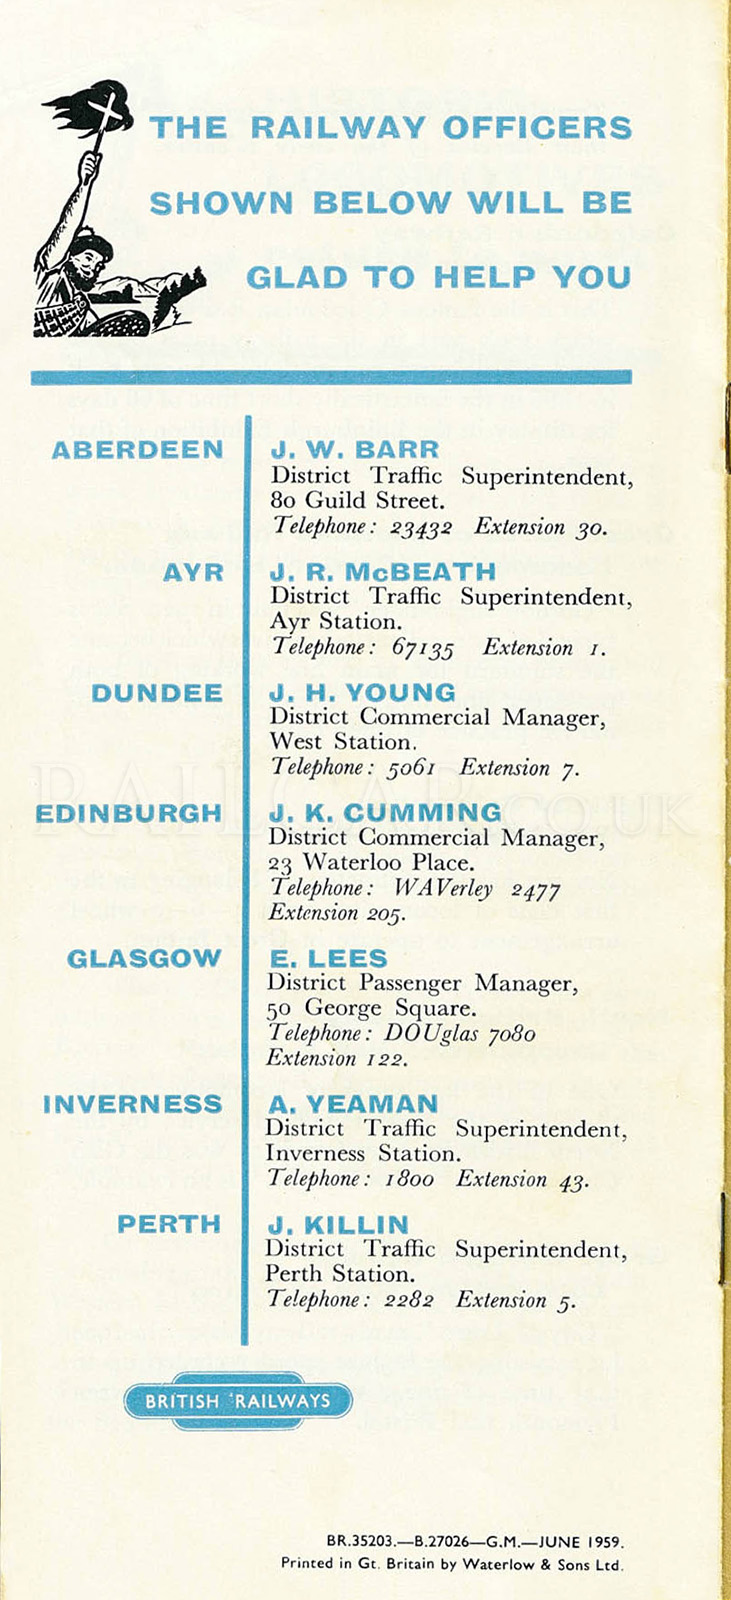 THE RAILWAY OFFICERS
SHOWN BELOW WILL BE
GLAD TO HELP YOU
ABERDEEN
J. W. BARR
District Traffic Superintendent,
80 Guild Street.
Telephone: 23432 Extension 30.
AYR
J. R. McBEATH
District Traffic Superintendent,
Ayr Station.
Telephone: 67135 Extension 1.
DUNDEE
J. H. YOUNG
District Commercial Manager,
West Station.
Telephone: 5061 Extension 7.
EDINBURGH
J. K. CUMMING
District Commercial Manager,
23 Waterloo Place.
Telephone: WAVerley 2477
Extension 205.
GLASGOW
E. LEES
District Passenger Manager,
50 George Square.
Telephone: DOUglas 7080
Extension 122.
INVERNESS
A. YEAMAN
District Traffic Superintendent,
Inverness Station.
Telephone: 1800 Extension 43.
PERTH
J. KILLIN
District Traffic Superintendent,
Perth Station.
Telephone: 2282 Extension 5.
BRITISH RAILWAYS
BR.35203.—B.27026—G.M.—JUNE 1959.
Printed in Gt. Britain by Waterlow & Sons Ltd.
RAILCAR.CO.UK